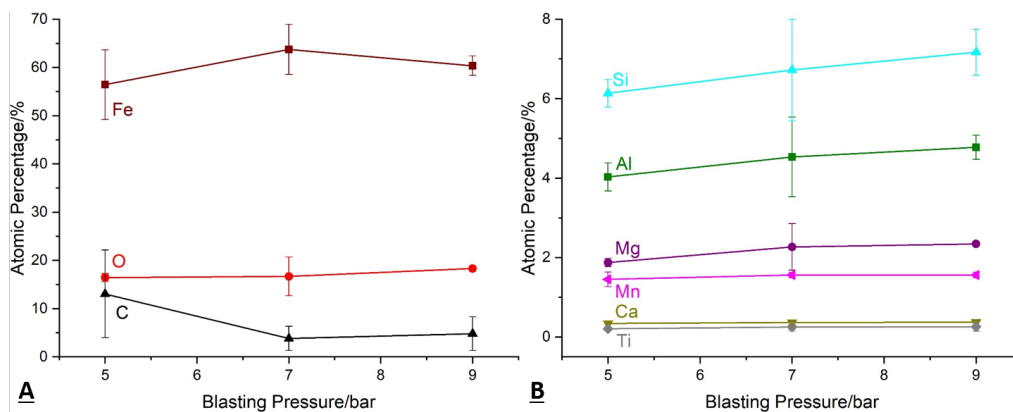 70
60
50
40
30
20
10
0
Atomic Percentage/%
Fe
O
C
5
6
7
8
9
Blasting Pressure/bar
A
8
6
4
2
0
Atomic Percentage/%
Si
Al
Mg
Mn
Ca
Ti
5
6
7
8
9
Blasting Pressure/bar
B